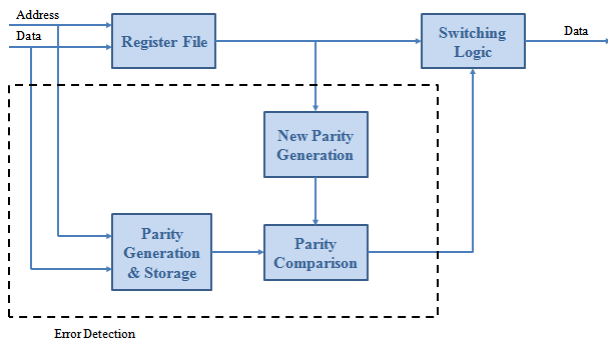 Address
Data
Register File
Switching
Logic
Data
New Parity
Generation
Parity
Generation
& Storage
Parity
Comparison
Error Detection